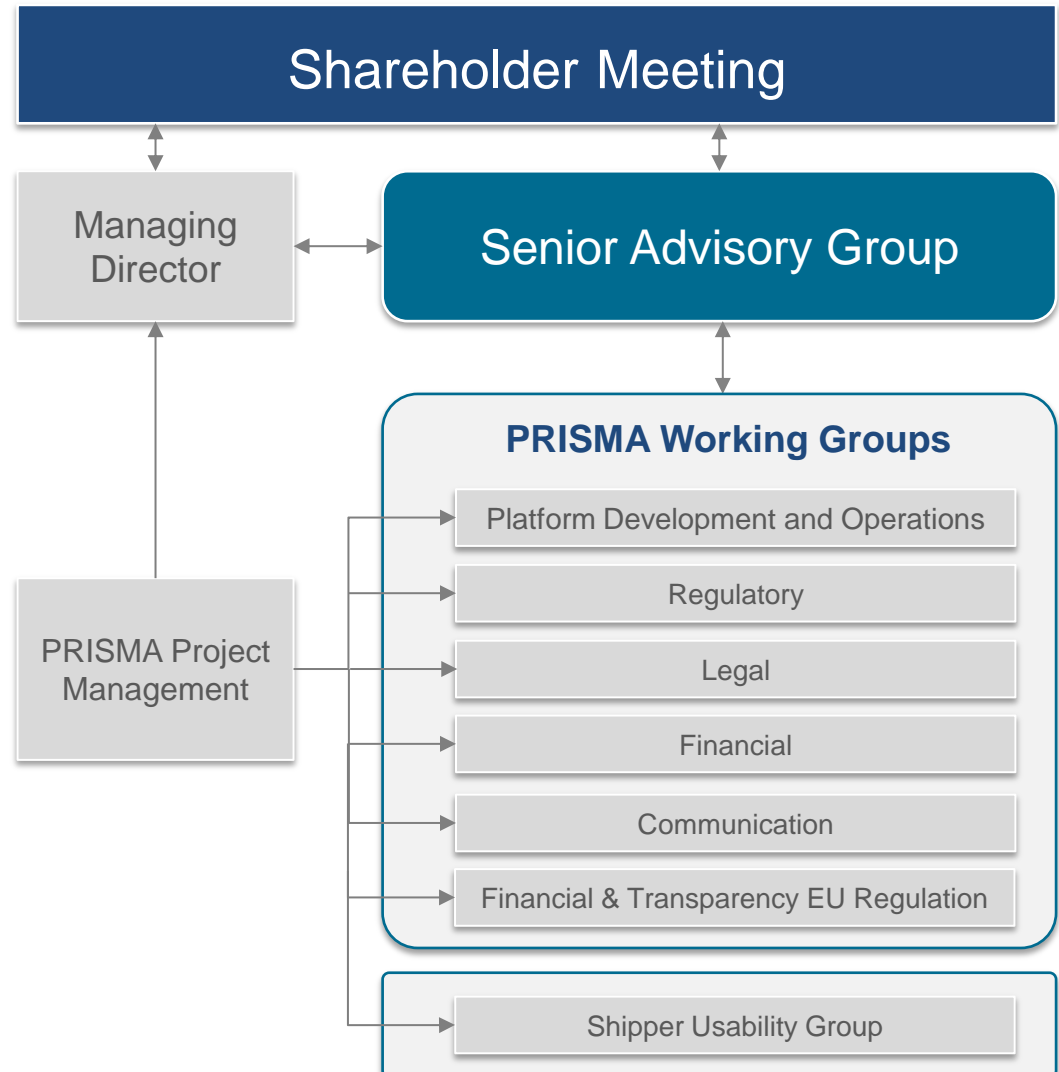 Shareholder Meeting
Managing
Director
Senior Advisory Group
PRISMA Working Groups
Platform Development and Operations
Regulatory
PRISMA Project
Management
Legal
Financial
Communication
Financial & Transparency EU Regulation
Shipper Usability Group